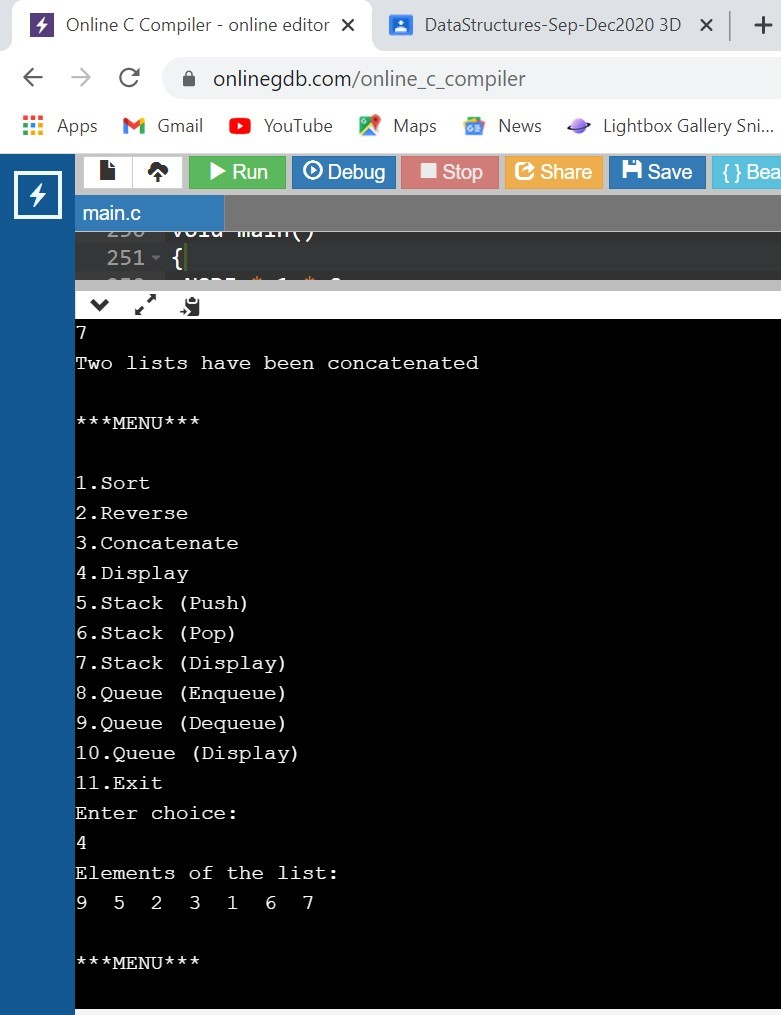 Online C Compiler - online editor
DataStructures-Sep-Dec2020 3D
onlinegdb.com/online_c_compiler
Apps Gmail YouTube Maps News Lightbox Gallery Sni...
Run Debug Stop Share Save { } Bea
main.c
void main()
251 {
7
Two lists have been concatenated
***MENU***
1.Sort
2.Reverse
3.Concatenate
4.Display
5.Stack (Push)
6.Stack (Pop)
7.Stack (Display)
8.Queue (Enqueue)
9.Queue (Dequeue)
10.Queue (Display)
11.Exit
Enter choice:
4
Elements of the list:
9 5 2 3 1 6 7
***MENU***